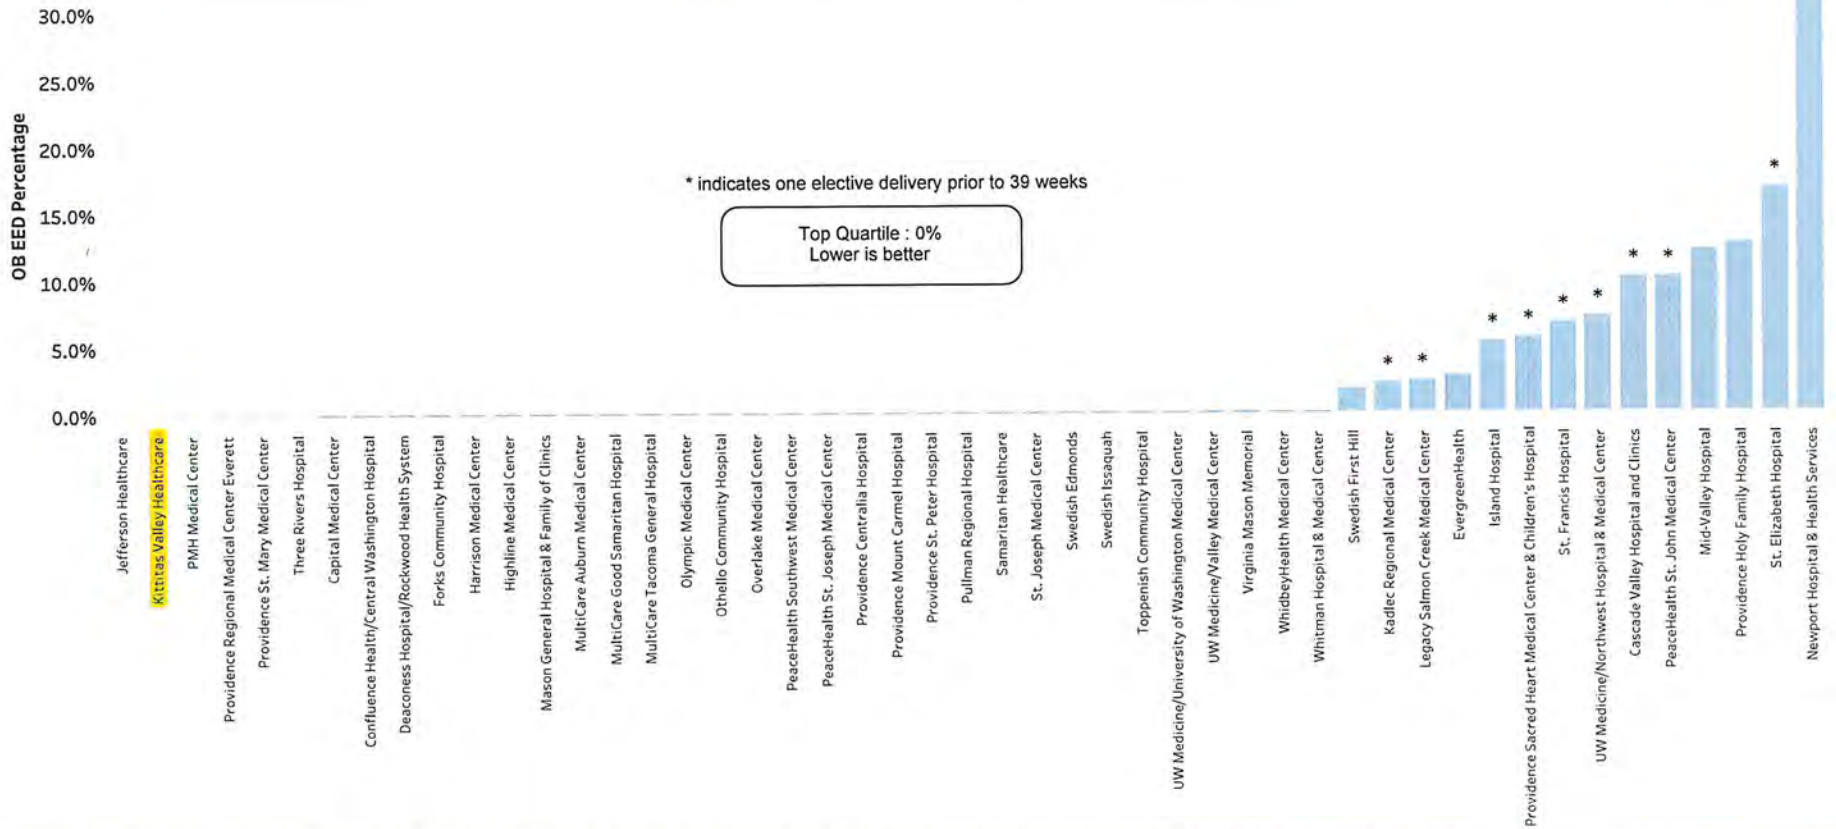 OB EED Percentage
30.0%
25.0%
20.0%
15.0%
10.0%
5.0%
0.0%
* indicates one elective delivery prior to 39 weeks
Top Quartile : 0%
Lower is better
*
*
*
*
*
*
*
*
*
Jefferson Healthcare
Kittitas Valley Healthcare
PMH Medical Center
Providence Regional Medical Center Everett
Providence St. Mary Medical Center
Three Rivers Hospital
Capital Medical Center
Confluence Health/Central Washington Hospital
Deaconess Hospital/Rockwood Health System
Forks Community Hospital
Harrison Medical Center
Highline Medical Center
Mason General Hospital & Family of Clinics
MultiCare Auburn Medical Center
MultiCare Good Samaritan Hospital
MultiCare Tacoma General Hospital
Olympic Medical Center
Othello Community Hospital
Overlake Medical Center
PeaceHealth Southwest Medical Center
PeaceHealth St. Joseph Medical Center
Providence Centralia Hospital
Providence Mount Carmel Hospital
Providence St. Peter Hospital
Pullman Regional Hospital
Samaritan Healthcare
St. Joseph Medical Center
Swedish Edmonds
Swedish Issaquah
Toppenish Community Hospital
UW Medicine/University of Washington Medical Center
UW Medicine/Valley Medical Center
Virginia Mason Memorial
WhidbeyHealth Medical Center
Whitman Hospital & Medical Center
Swedish First Hill
Kadlec Regional Medical Center
Legacy Salmon Creek Medical Center
EvergreenHealth
Island Hospital
Providence Sacred Heart Medical Center & Children's Hospital
St. Francis Hospital
UW Medicine/Northwest Hospital & Medical Center
Cascade Valley Hospital and Clinics
PeaceHealth St. John Medical Center
Mid-Valley Hospital
Providence Holy Family Hospital
St. Elizabeth Hospital
Newport Hospital & Health Services